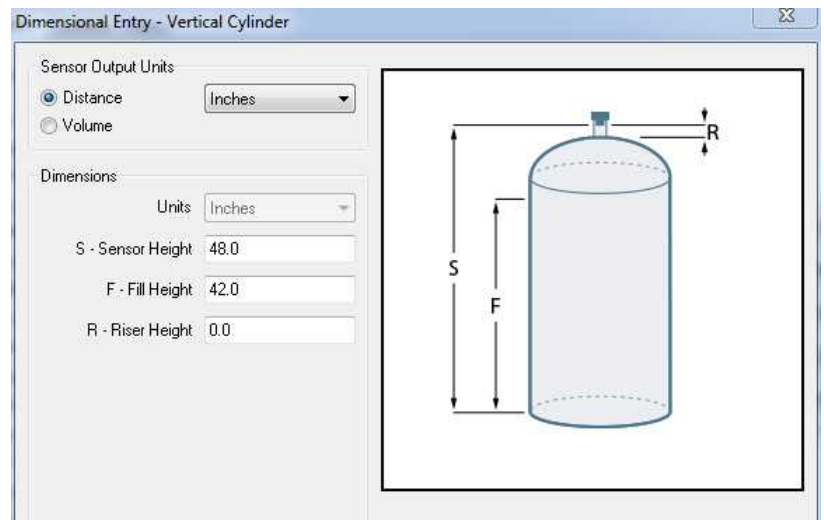 Dimensional Entry - Vertical Cylinder
Sensor Output Units
Distance
Inches
Volume
Dimensions
Units
Inches
S - Sensor Height
48.0
F - Fill Height
42.0
R - Riser Height
0.0
R
S
F